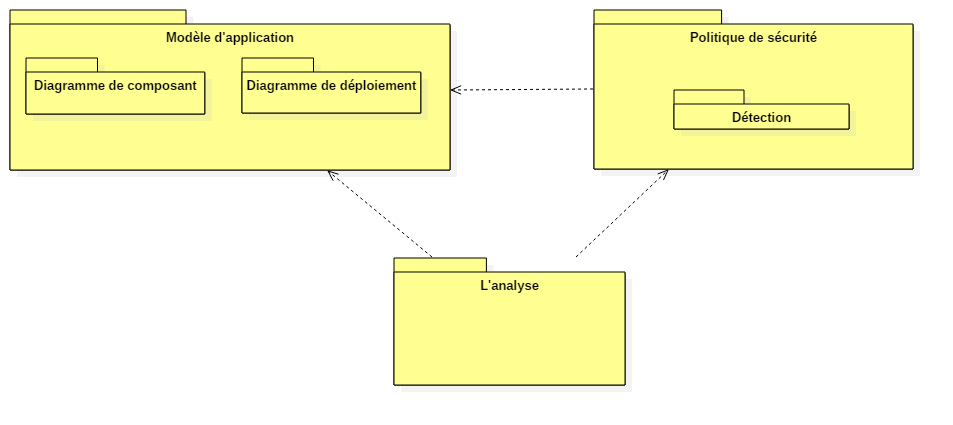 Modèle d'application
Politique de sécurité
Diagramme de composant
Diagramme de déploiement
Détection
L'analyse